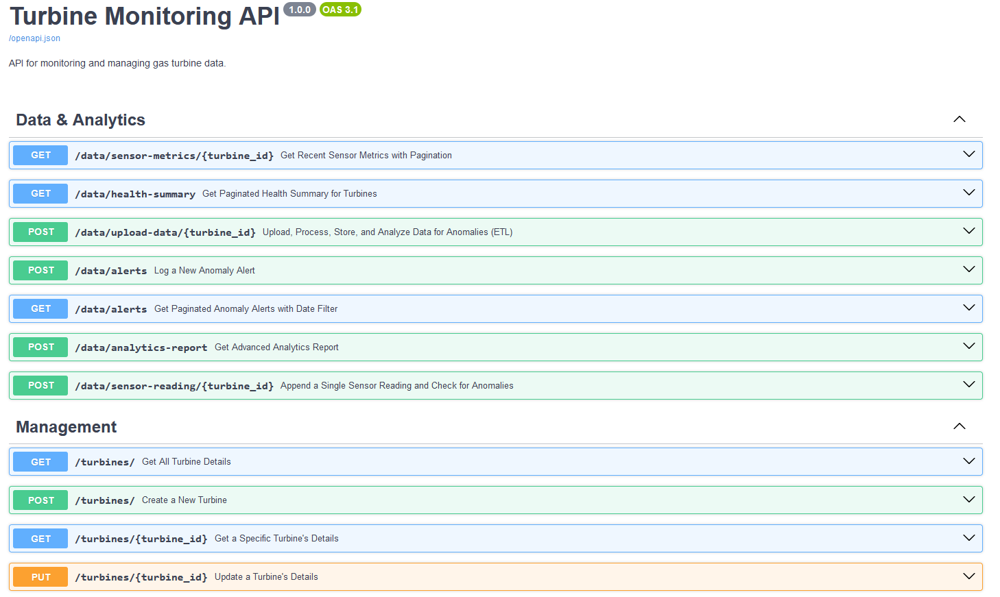 Turbine Monitoring API 1.0.0 OAS 3.1
/openapi.json
API for monitoring and managing gas turbine data.
Data & Analytics
GET /data/sensor-metrics/{turbine_id} Get Recent Sensor Metrics with Pagination
GET /data/health-summary Get Paginated Health Summary for Turbines
POST /data/upload-data/{turbine_id} Upload, Process, Store, and Analyze Data for Anomalies (ETL)
POST /data/alerts Log a New Anomaly Alert
GET /data/alerts Get Paginated Anomaly Alerts with Date Filter
POST /data/analytics-report Get Advanced Analytics Report
POST /data/sensor-reading/{turbine_id} Append a Single Sensor Reading and Check for Anomalies
Management
GET /turbines/ Get All Turbine Details
POST /turbines/ Create a New Turbine
GET /turbines/{turbine_id} Get a Specific Turbine's Details
PUT /turbines/{turbine_id} Update a Turbine's Details